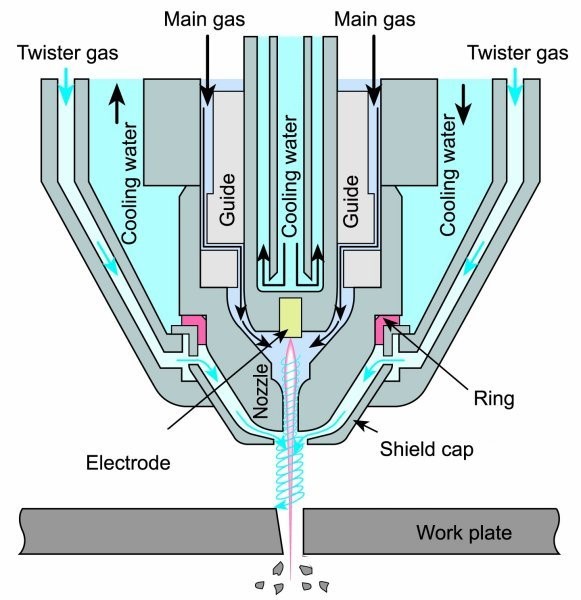 Main gas
Main gas
Twister gas
Twister gas
Cooling water
Guide
Cooling water
Guide
Cooling water
Nozzle
Ring
Electrode
Shield cap
Work plate